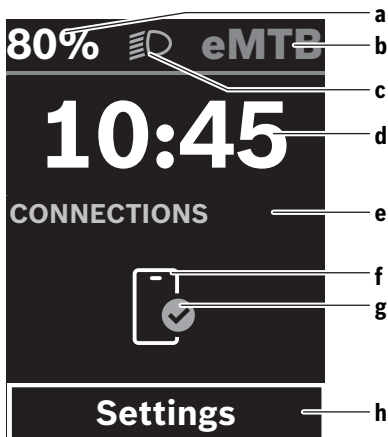 a
80% eMTB b
c
10:45 d
CONNECTIONS e
f
g
Settings h